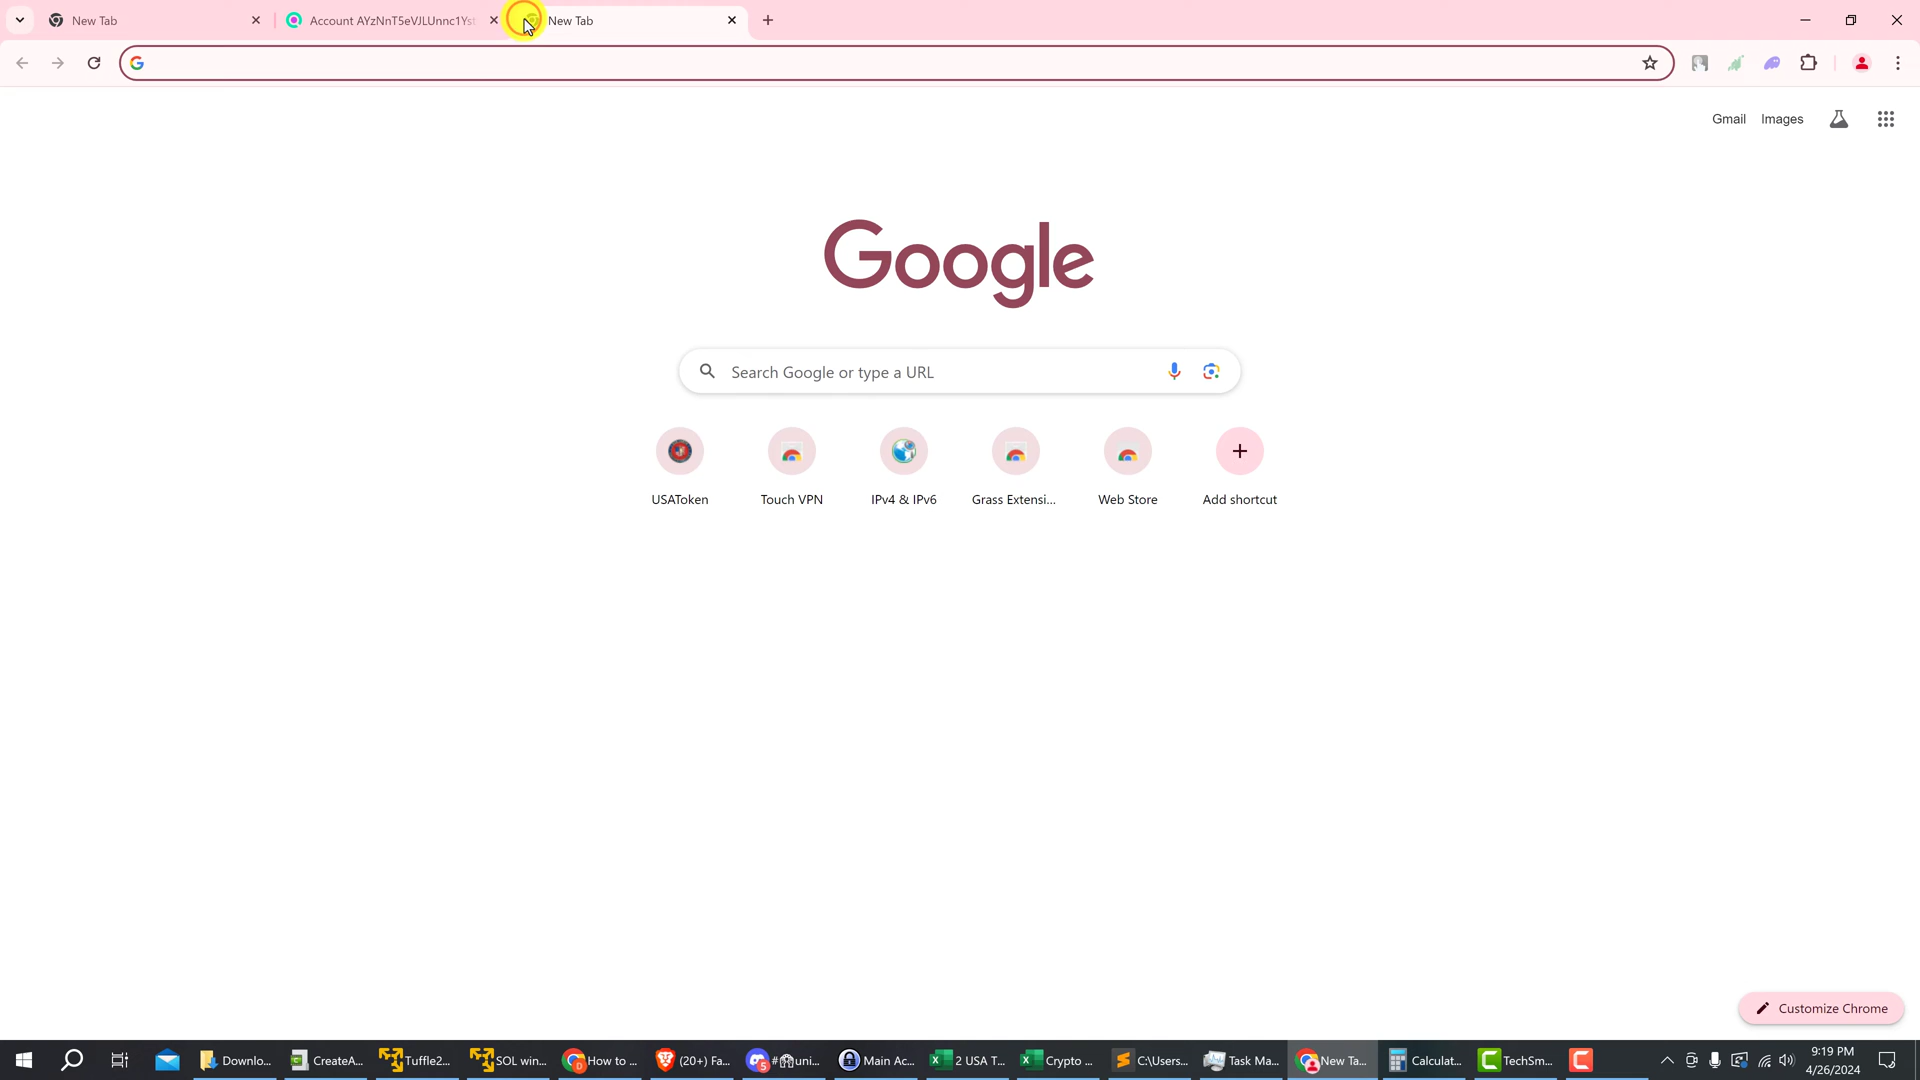 New Tab
Account AYzNnT5eVJLUnnc1Yst
New Tab
Gmail Images
Google
Search Google or type a URL
USAToken Touch VPN IPv4 & IPv6 Grass Extensi... Web Store Add shortcut
Customize Chrome
Downlo... CreateA... Tuffle2... SOL win... How to ... (20+) Fa... Main Ac... 2 USA T... Crypto ... C:\Users... Task Ma... New Ta... Calculat... TechSm...
9:19 PM
4/26/2024